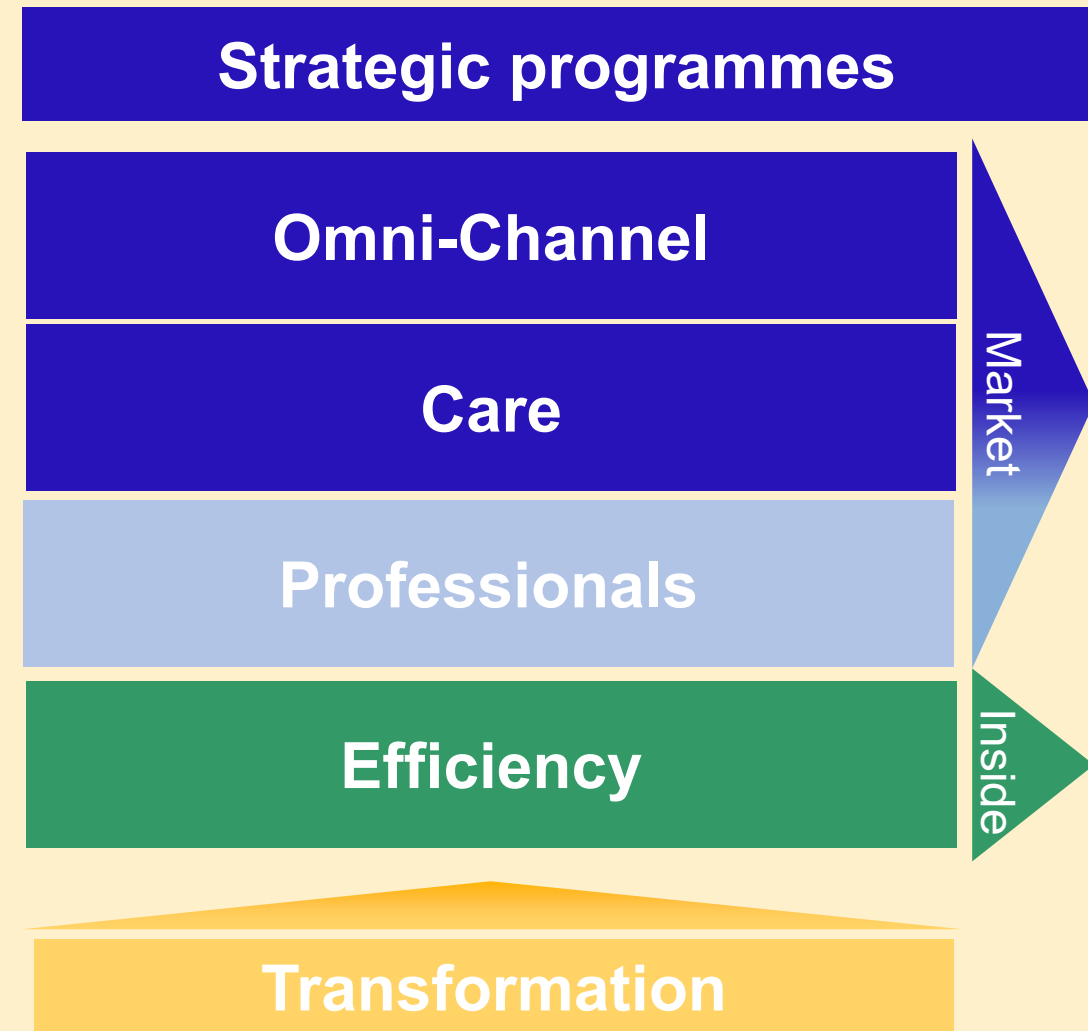 Strategic programmes
Omni-Channel
Care
Market
Professionals
Efficiency
Inside
Transformation